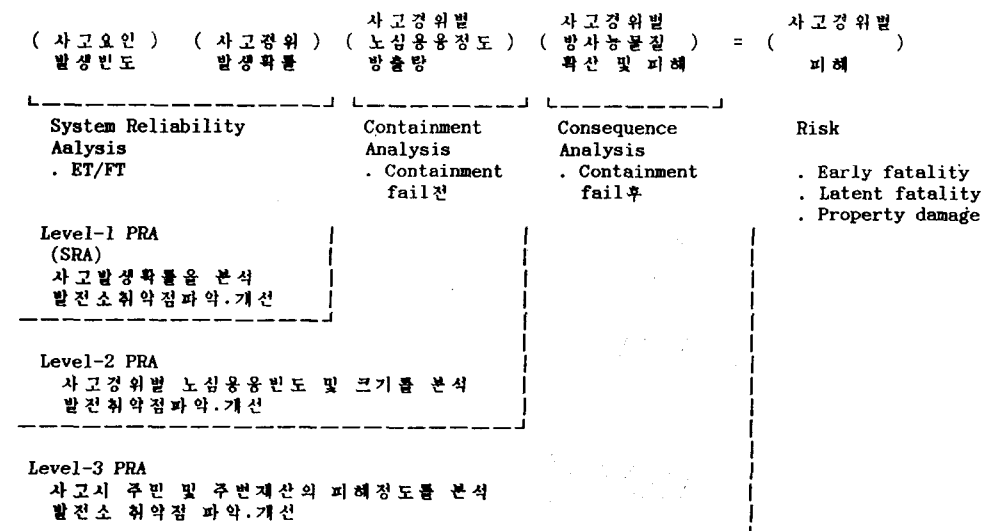 사고경위별 사고경위별 사고경위별
( 사고요인 ) ( 사고경위 ) ( 노심용융정도 ) ( 방사능물질 ) = ( )
발생빈도 발생확률 방출량 확산 및 피해 피해
System Reliability Containment Consequence Risk
Aalysis Analysis Analysis
. ET/FT . Containment . Containment . Early fatality
fail전 fail후 . Latent fatality
. Property damage
Level-1 PRA
(SRA)
사고발생확률을 분석
발전소취약점파악.개선
Level-2 PRA
사고경위별 노심용융빈도 및 크기를 분석
발전취약점파악.개선
Level-3 PRA
사고시 주민 및 주변재산의 피해정도를 분석
발전소 취약점 파악.개선